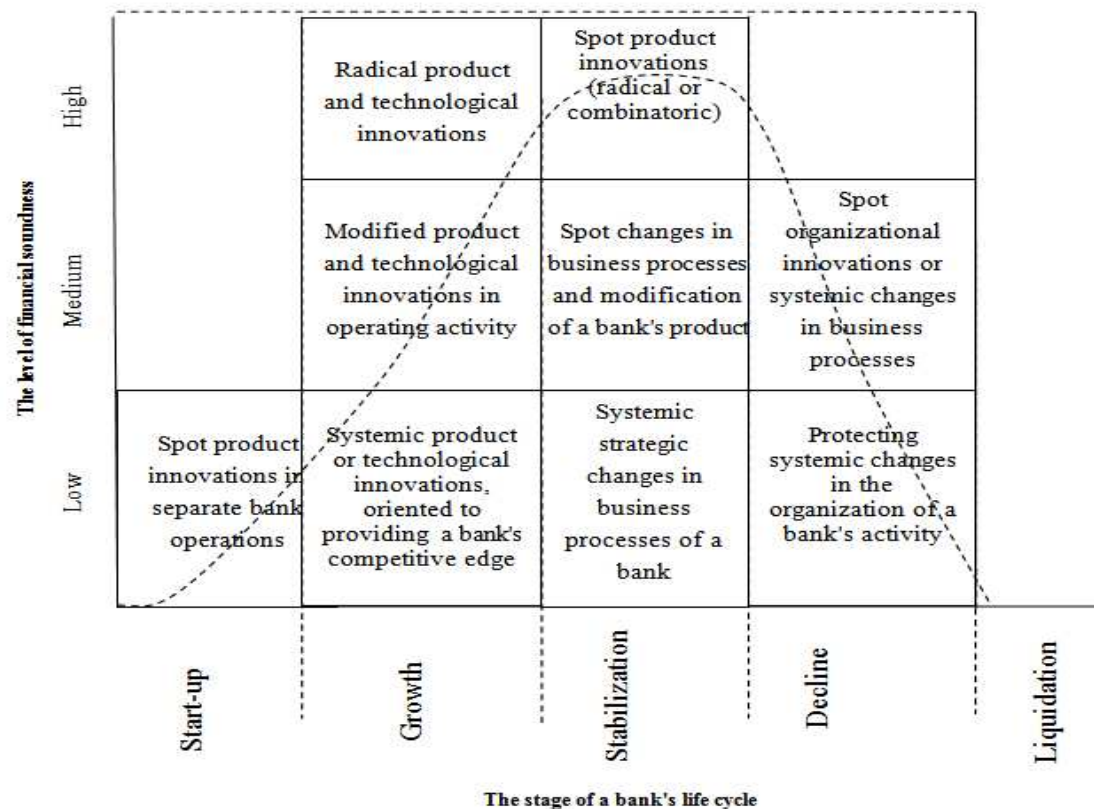 The level of financial soundness
High
Medium
Low
Radical product
and technological
innovations
Spot product
innovations
(radical or
combinatoric)
Modified product
and technological
innovations in
operating activity
Spot changes in
business processes
and modification
of a bank's product
Spot
organizational
innovations or
systemic changes
in business
processes
Spot product
innovations in
separate bank
operations
Systemic product
or technological
innovations,
oriented to
providing a bank's
competitive edge
Systemic
strategic
changes in
business
processes of a
bank
Protecting
systemic changes
in the
organization of a
bank's activity
Start-up
Growth
Stabilization
Decline
Liquidation
The stage of a bank's life cycle